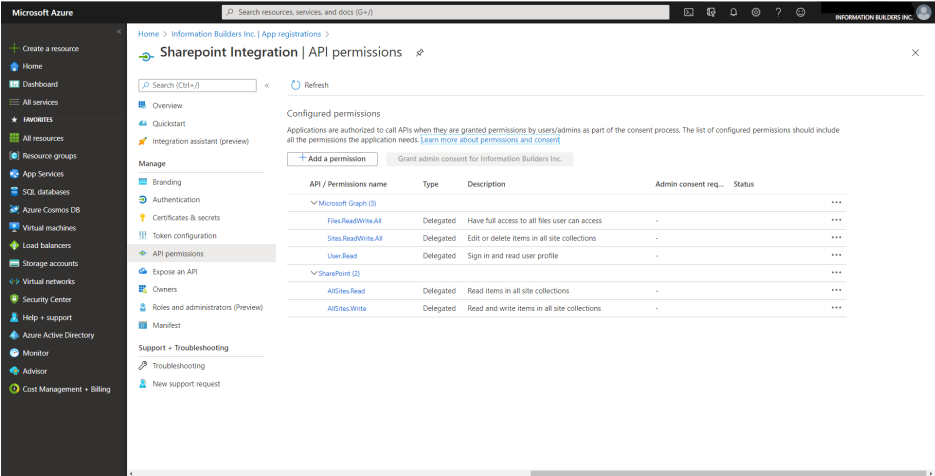 Microsoft Azure
Search resources, services, and docs (G+/)
INFORMATION BUILDERS INC.
Create a resource
Home
Dashboard
All services
FAVORITES
All resources
Resource groups
App Services
SQL databases
Azure Cosmos DB
Virtual machines
Load balancers
Storage accounts
Virtual networks
Security Center
Help + support
Azure Active Directory
Monitor
Advisor
Cost Management + Billing
Home > Information Builders Inc. | App registrations >
Sharepoint Integration | API permissions
Search (Ctrl+/)
Overview
Quickstart
Integration assistant (preview)
Manage
Branding
Authentication
Certificates & secrets
Token configuration
API permissions
Expose an API
Owners
Roles and administrators (Preview)
Manifest
Support + Troubleshooting
Troubleshooting
New support request
Refresh
Configured permissions
Applications are authorized to call APIs when they are granted permissions by users/admins as part of the consent process. The list of configured permissions should include
all the permissions the application needs. Learn more about permissions and consent
Add a permission Grant admin consent for Information Builders Inc.
API / Permissions name Type Description Admin consent req... Status
Microsoft Graph (3) ...
Files.ReadWrite.All Delegated Have full access to all files user can access - ...
Sites.ReadWrite.All Delegated Edit or delete items in all site collections - ...
User.Read Delegated Sign in and read user profile - ...
SharePoint (2) ...
AllSites.Read Delegated Read items in all site collections - ...
AllSites.Write Delegated Read and write items in all site collections - ...